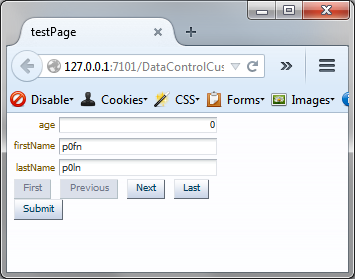 testPage
127.0.0.1:7101/DataControlCus
Disable Cookies CSS Forms Images
age 0
firstName p0fn
lastName p0ln
First Previous Next Last
Submit